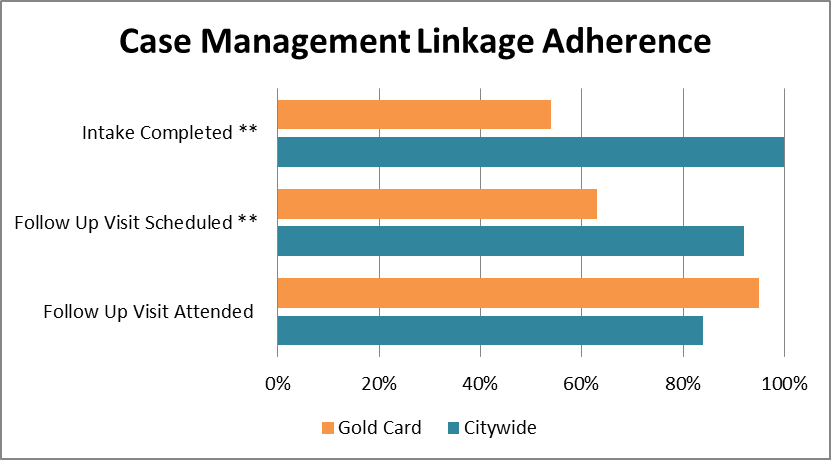 Case Management Linkage Adherence
Intake Completed **
Follow Up Visit Scheduled **
Follow Up Visit Attended
0% 20% 40% 60% 80% 100%
Gold Card Citywide